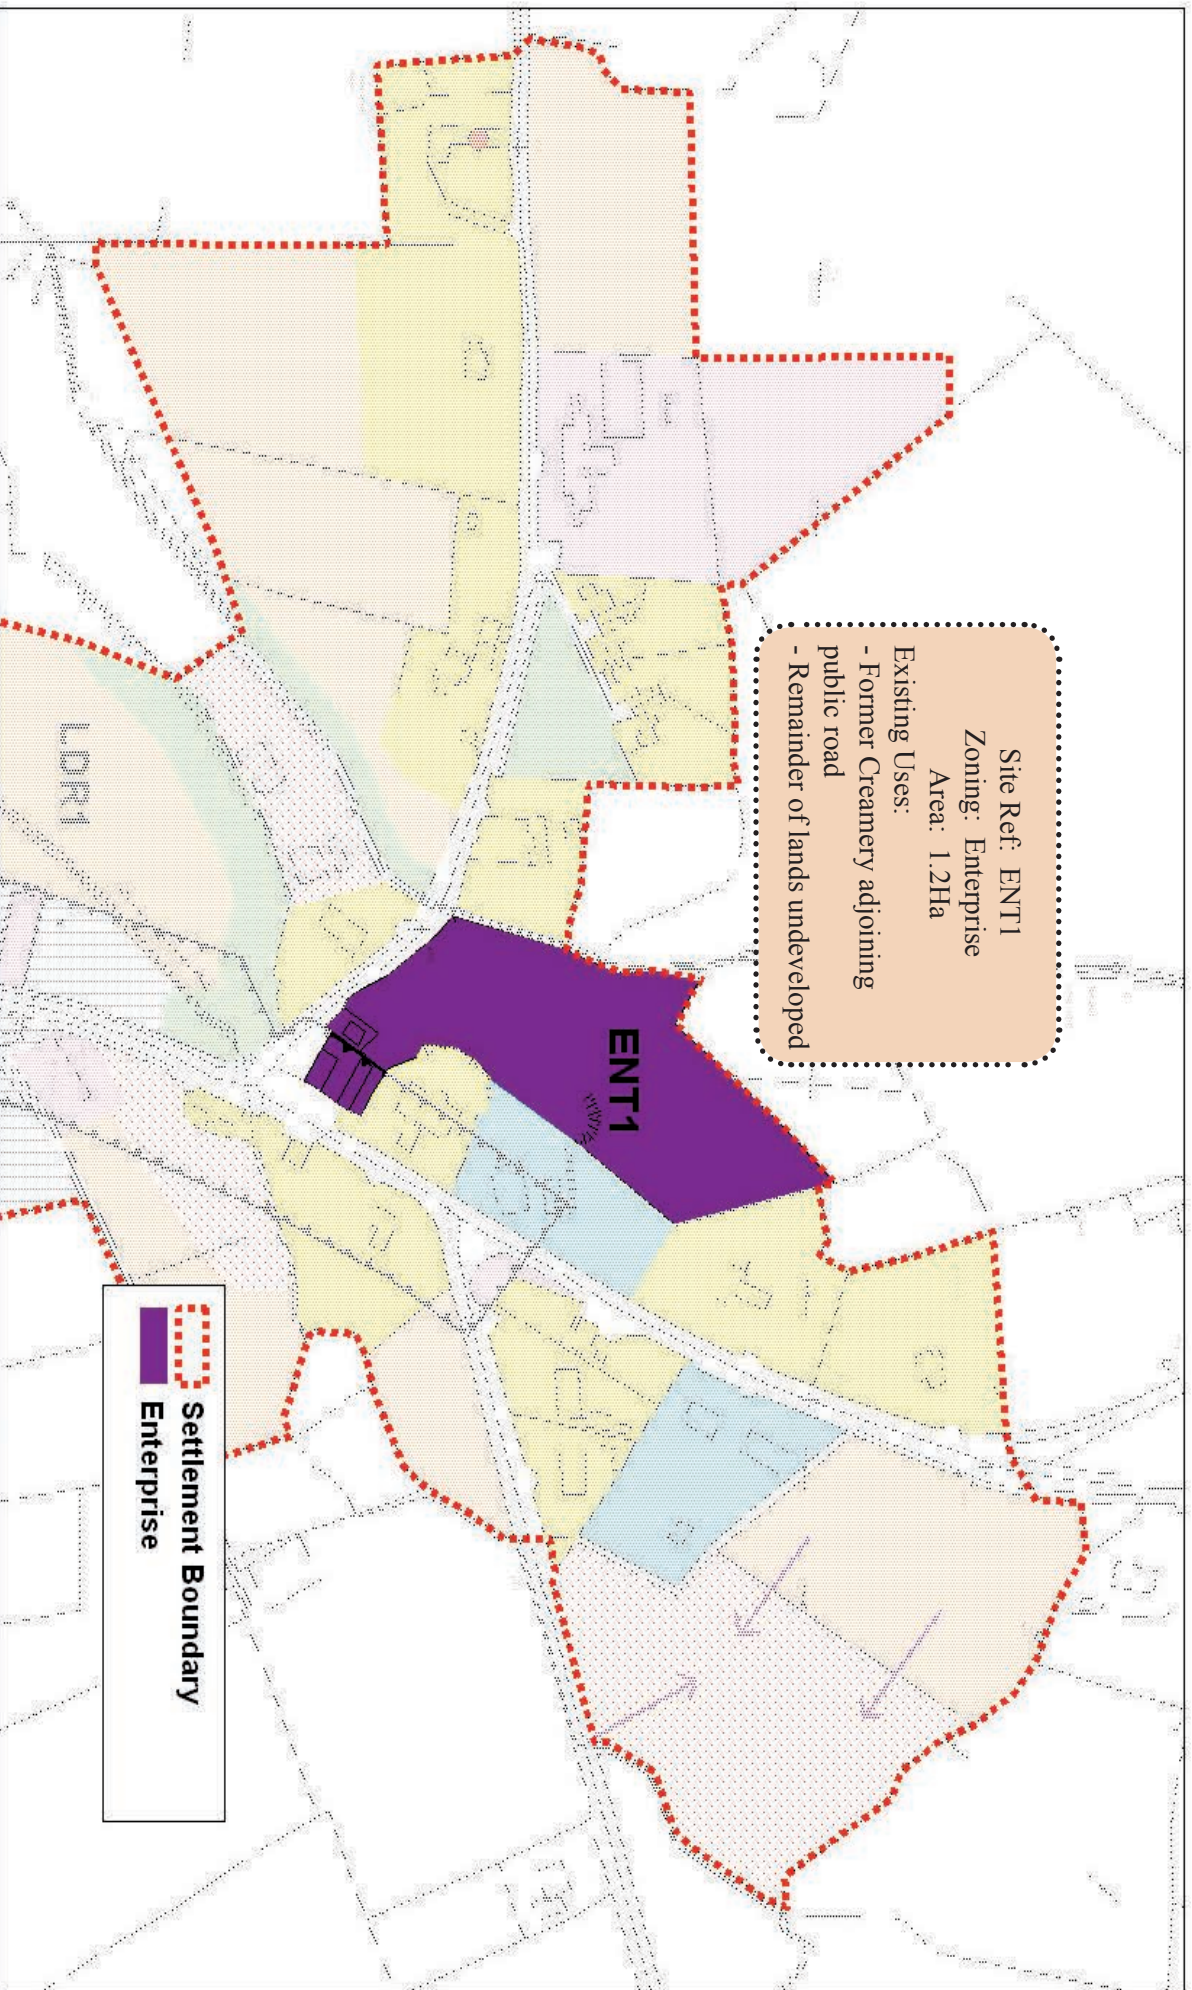 Site Ref: ENT1
Zoning: Enterprise
Area: 1.2Ha
Existing Uses:
- Former Creamery adjoining
public road
- Remainder of lands undeveloped
ENT1
LDR1
Settlement Boundary
Enterprise